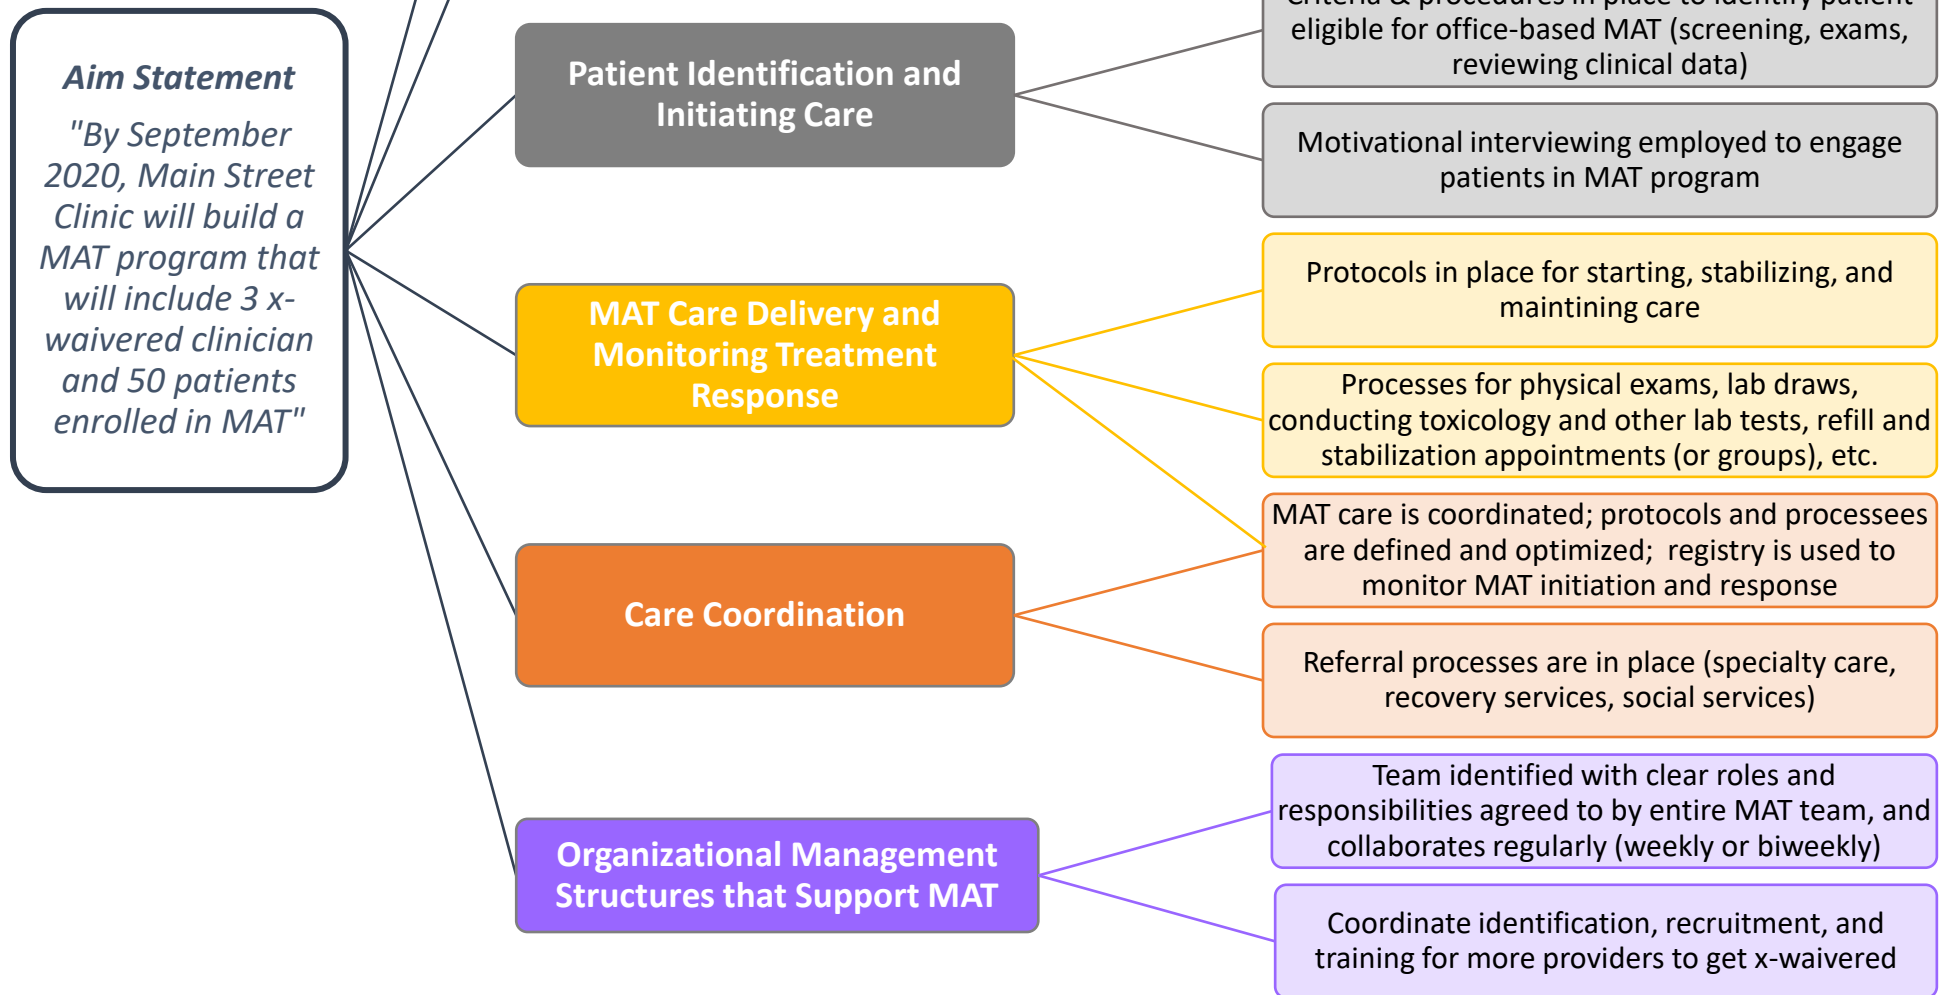 Aim Statement
"By September
2020, Main Street
Clinic will build a
MAT program that
will include 3 x-
waivered clinician
and 50 patients
enrolled in MAT"
Patient Identification and
Initiating Care
Criteria & procedures in place to identify patient
eligible for office-based MAT (screening, exams,
reviewing clinical data)
Motivational interviewing employed to engage
patients in MAT program
MAT Care Delivery and
Monitoring Treatment
Response
Protocols in place for starting, stabilizing, and
maintining care
Processes for physical exams, lab draws,
conducting toxicology and other lab tests, refill and
stabilization appointments (or groups), etc.
Care Coordination
MAT care is coordinated; protocols and processees
are defined and optimized; registry is used to
monitor MAT initiation and response
Referral processes are in place (specialty care,
recovery services, social services)
Organizational Management
Structures that Support MAT
Team identified with clear roles and
responsibilities agreed to by entire MAT team, and
collaborates regularly (weekly or biweekly)
Coordinate identification, recruitment, and
training for more providers to get x-waivered